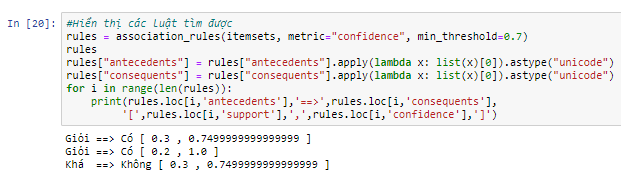 In [20]:
#Hiển thị các luật tìm được
rules = association_rules(itemsets, metric="confidence", min_threshold=0.7)
rules
rules["antecedents"] = rules["antecedents"].apply(lambda x: list(x)[0]).astype("unicode")
rules["consequents"] = rules["consequents"].apply(lambda x: list(x)[0]).astype("unicode")
for i in range(len(rules)):
    print(rules.loc[i,'antecedents'],'==>',rules.loc[i,'consequents'],
        '[',rules.loc[i,'support'],',',rules.loc[i,'confidence'],']')
Giỏi ==> Có [ 0.3 , 0.7499999999999999 ]
Giỏi ==> Có [ 0.2 , 1.0 ]
Khá  ==> Không [ 0.3 , 0.7499999999999999 ]